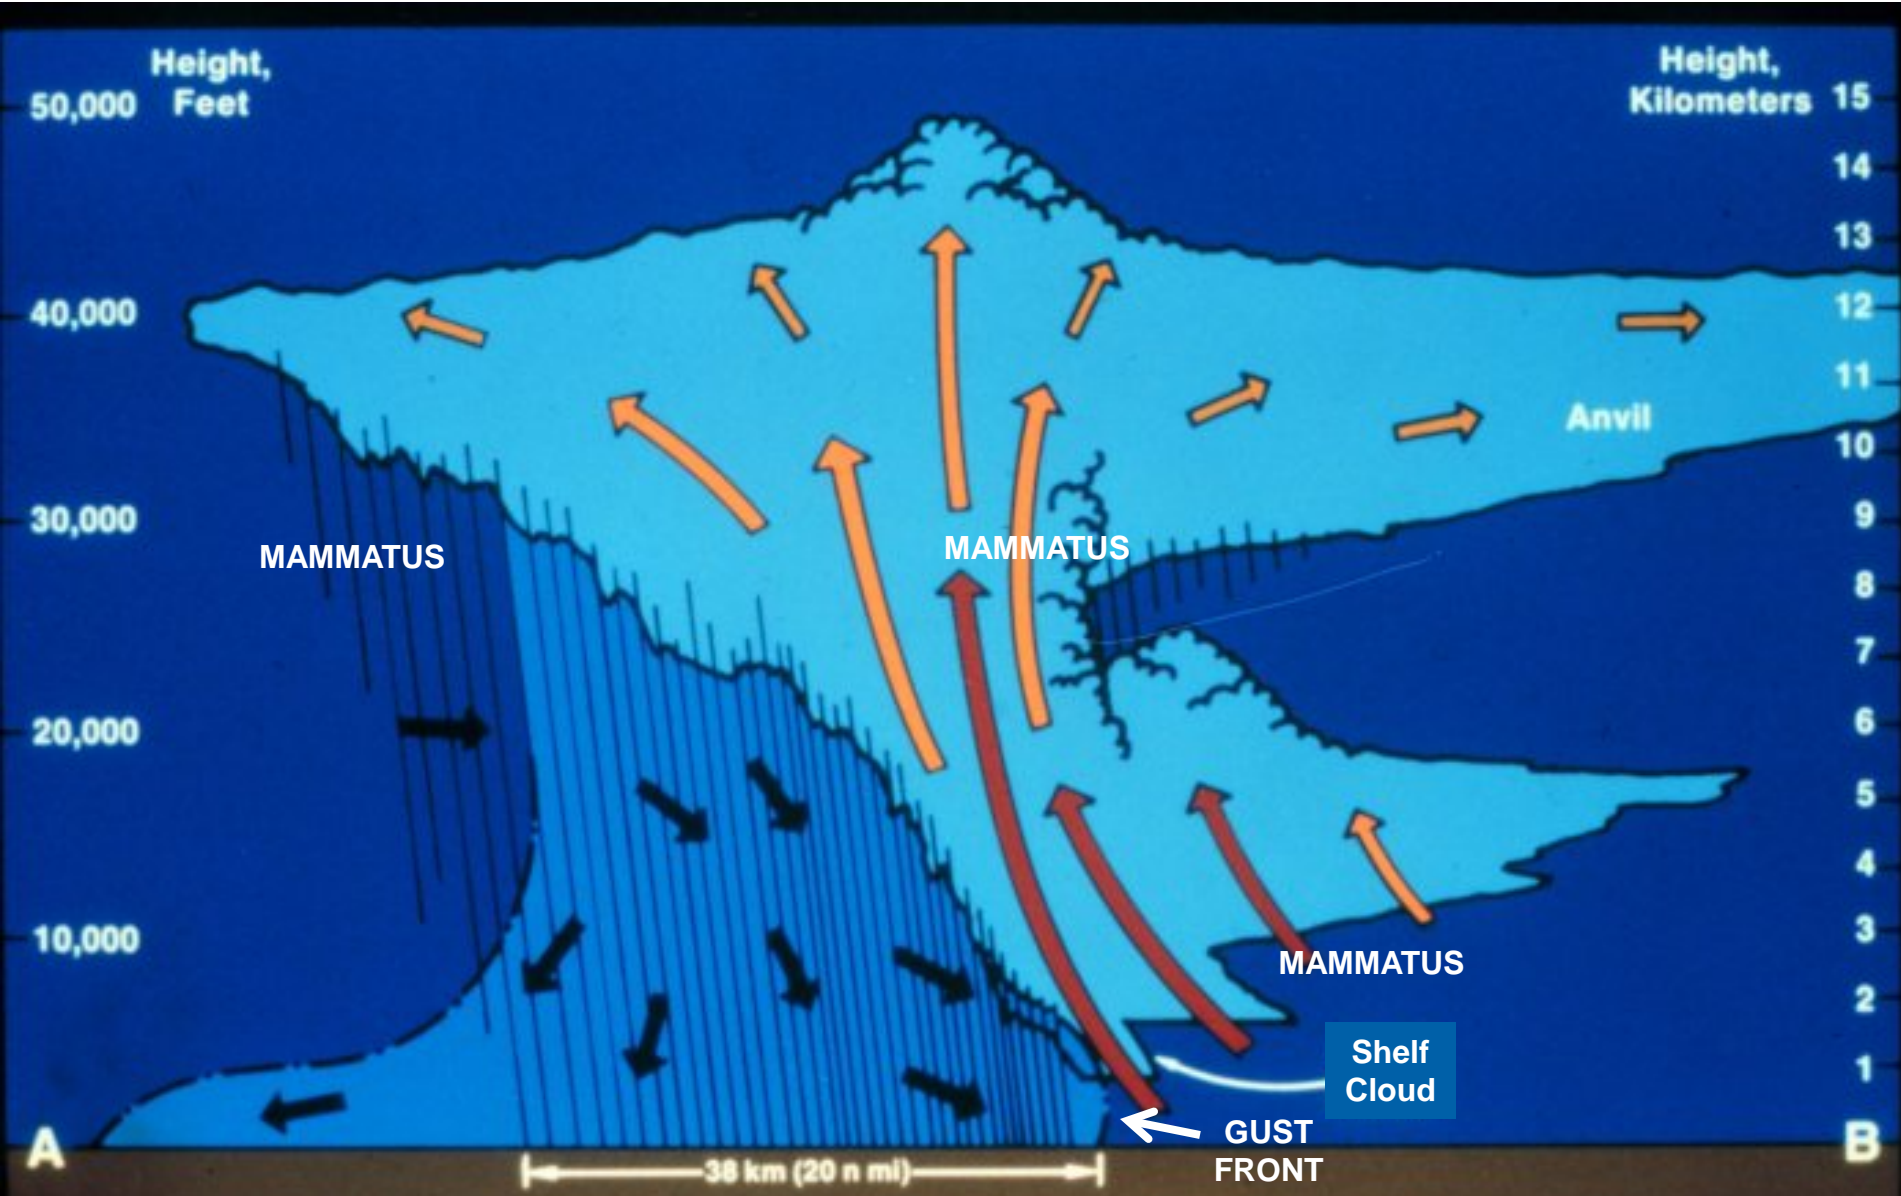 Height,
Feet
50,000
40,000
30,000
20,000
10,000
Height,
Kilometers
15
14
13
12
11
10
9
8
7
6
5
4
3
2
1
Anvil
MAMMATUS
MAMMATUS
MAMMATUS
Shelf
Cloud
GUST
FRONT
A
B
38 km (20 n mi)